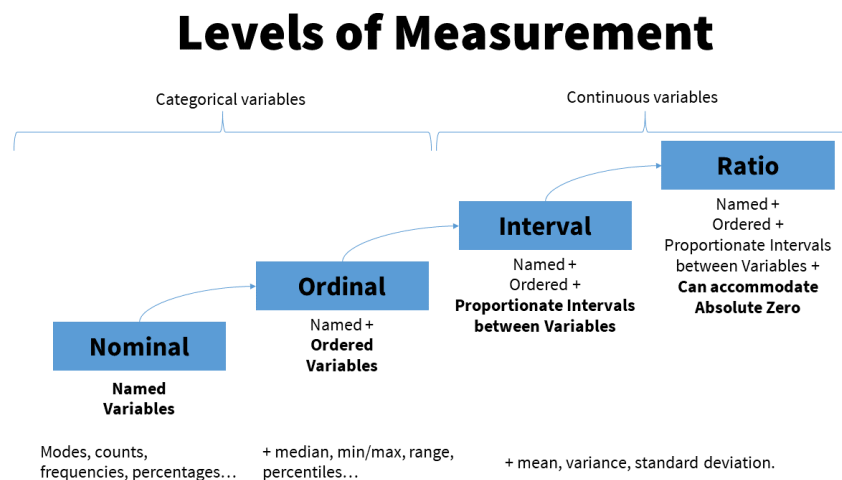 Levels of Measurement
Categorical variables
Continuous variables
Nominal
Named
Variables
Ordinal
Named +
Ordered
Variables
Interval
Named +
Ordered +
Proportionate Intervals
between Variables
Ratio
Named +
Ordered +
Proportionate Intervals
between Variables +
Can accommodate
Absolute Zero
Modes, counts,
frequencies, percentages…
+ median, min/max, range,
percentiles…
+ mean, variance, standard deviation.